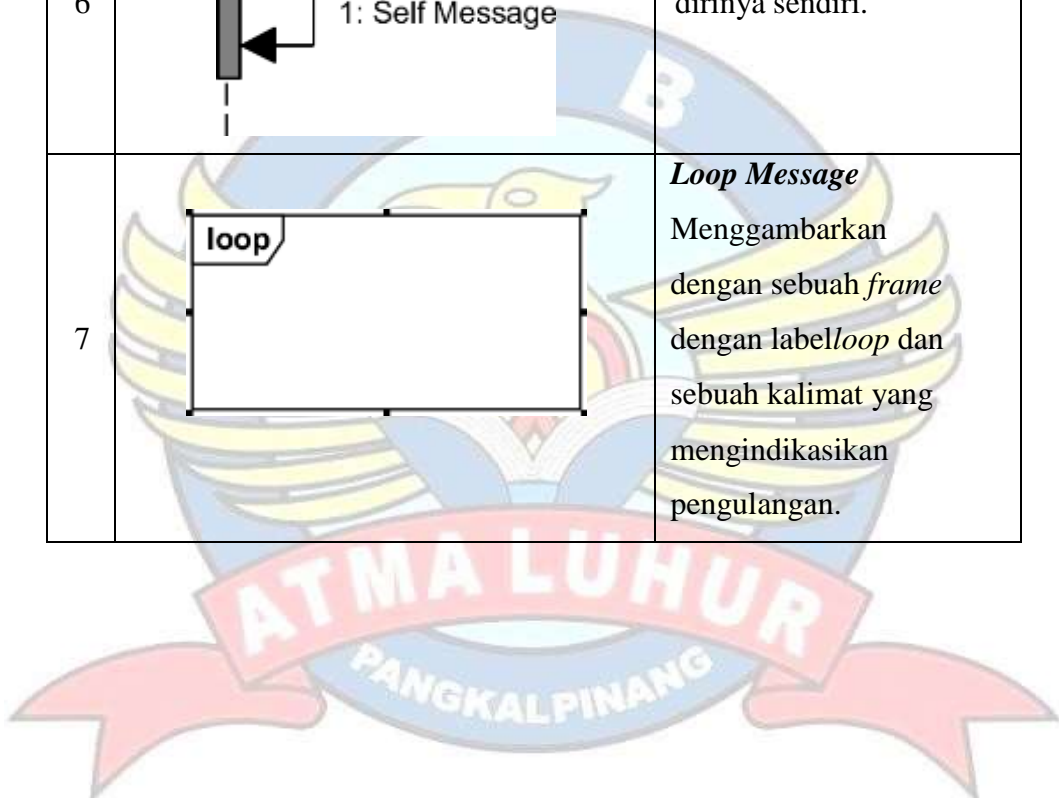 6
1: Self Message
dirinya sendiri.
7
loop
Loop Message
Menggambarkan
dengan sebuah frame
dengan labelloop dan
sebuah kalimat yang
mengindikasikan
pengulangan.
B
ATMA LUHUR
PANGKALPINANG